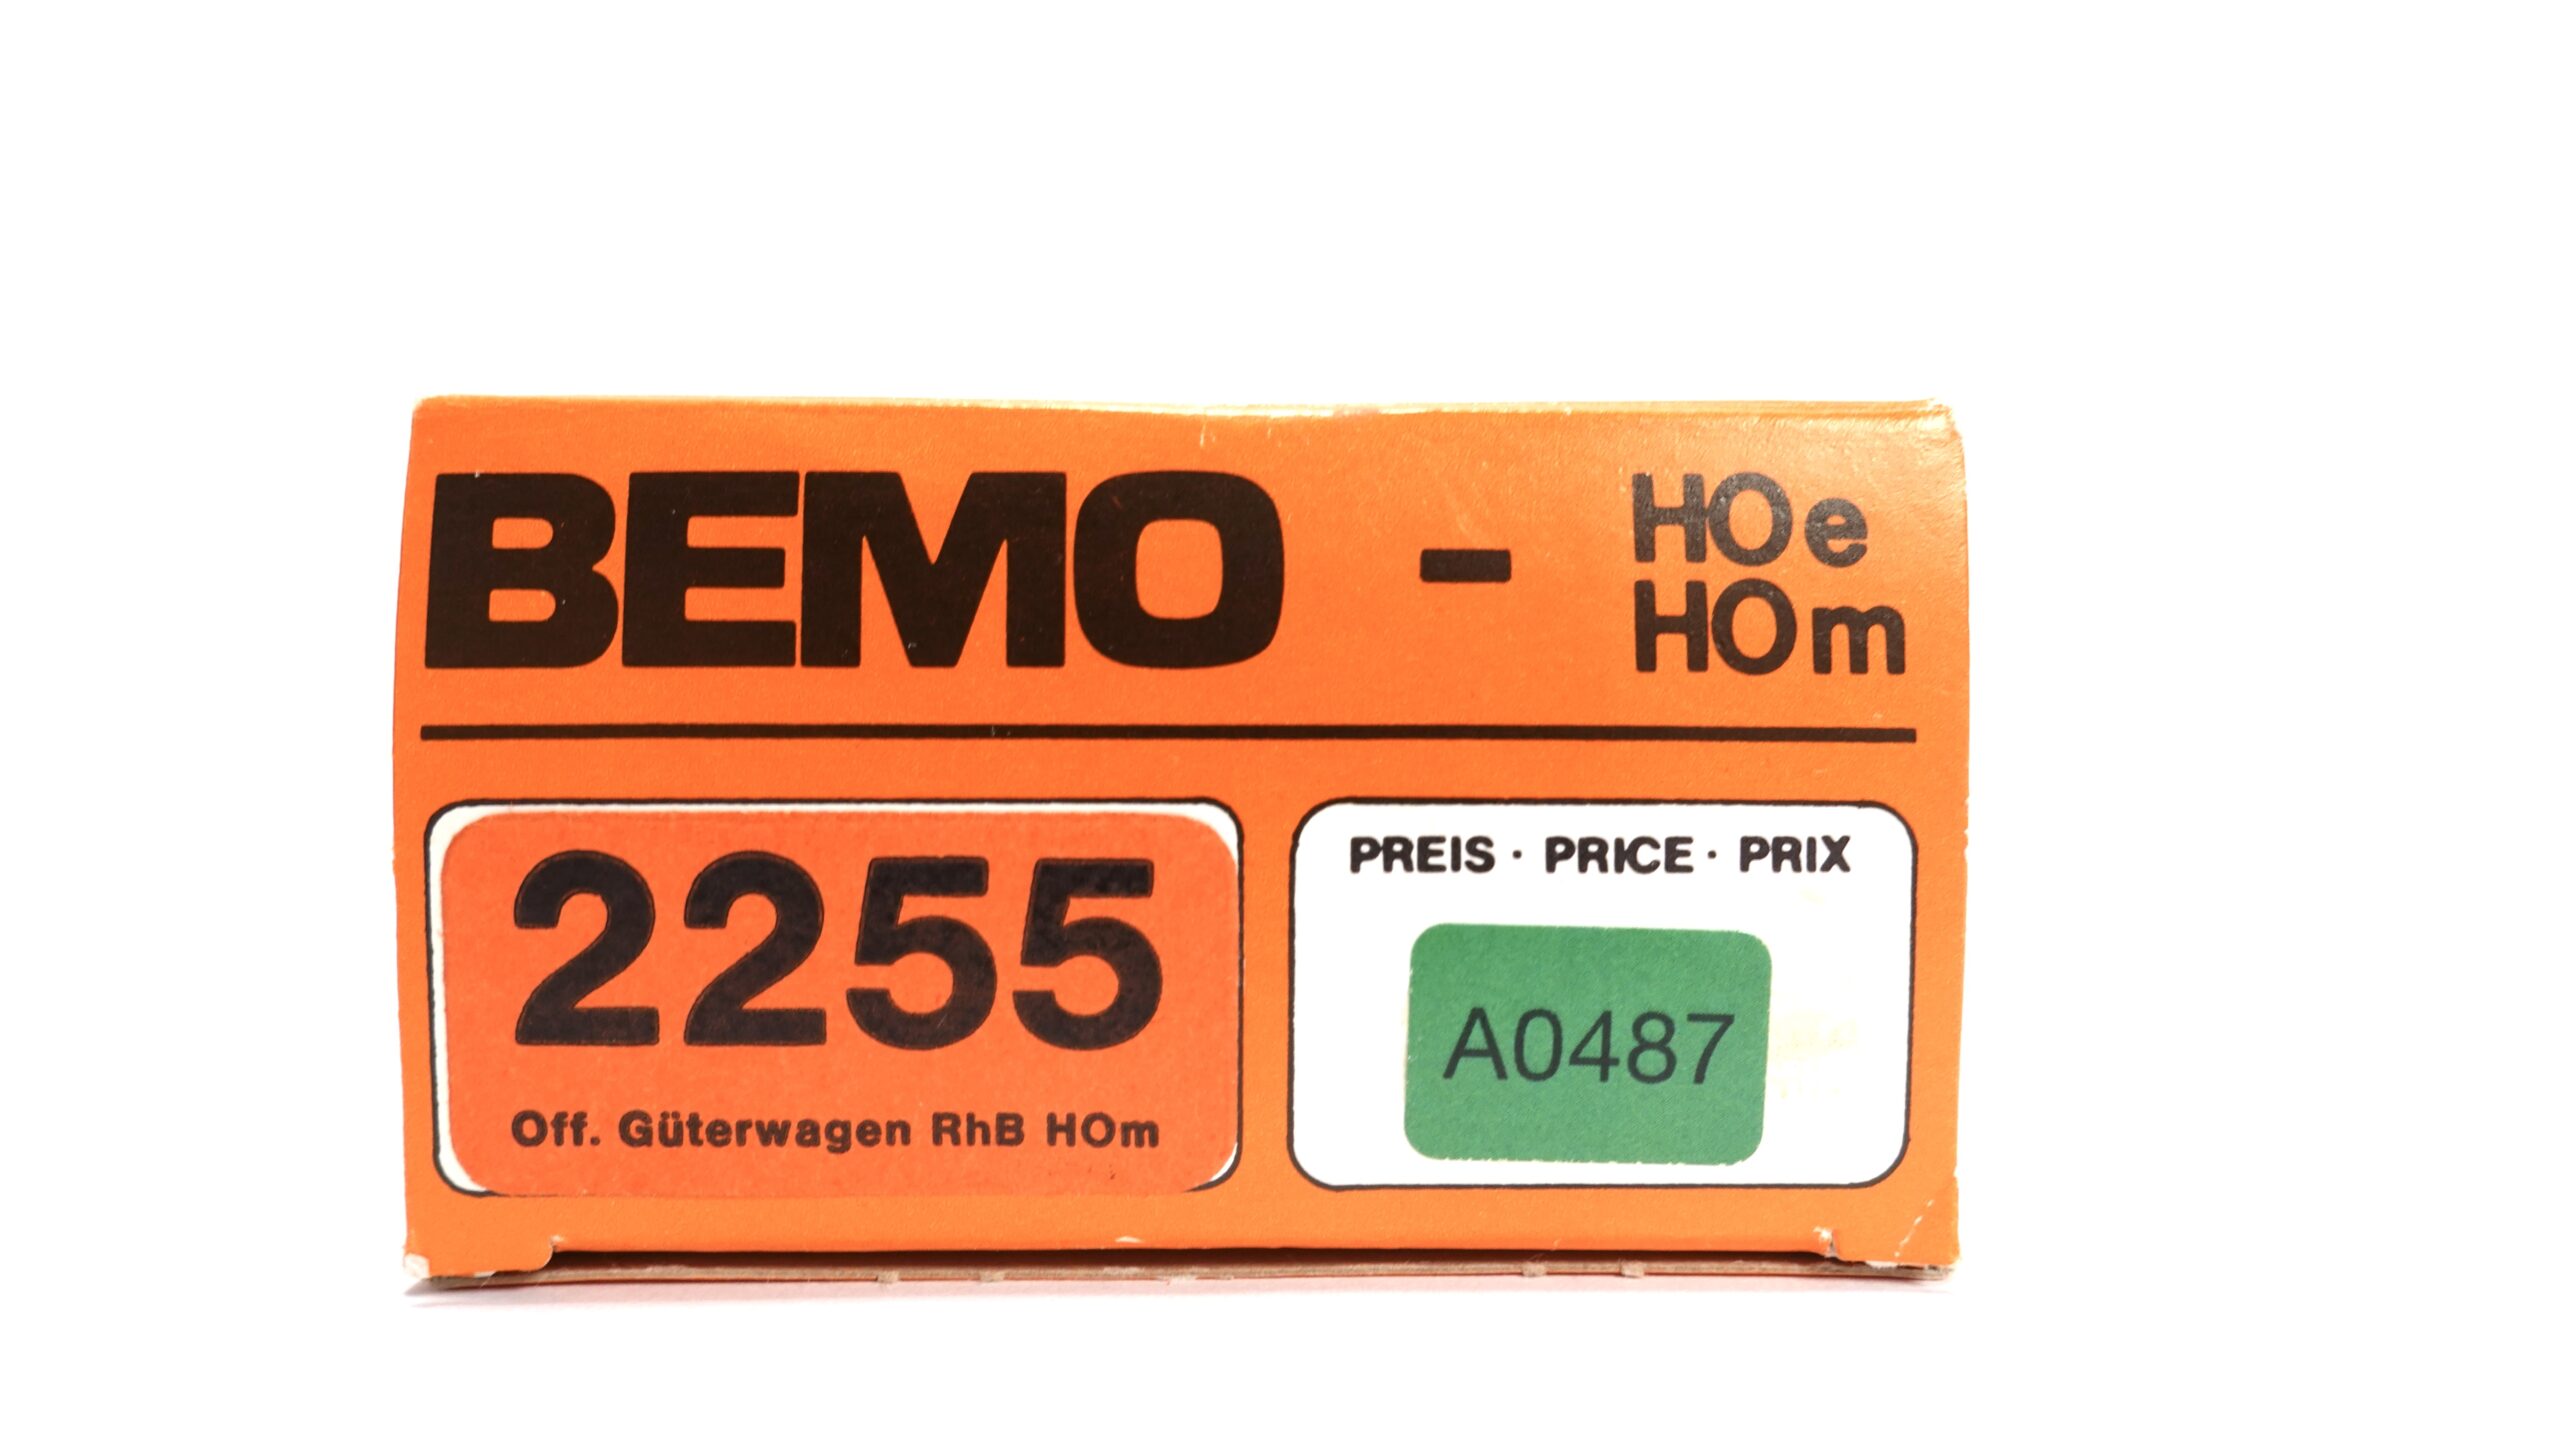 BEMO - HOe
HOm
2255
Off. Güterwagen RhB HOm
PREIS · PRICE · PRIX
A0487